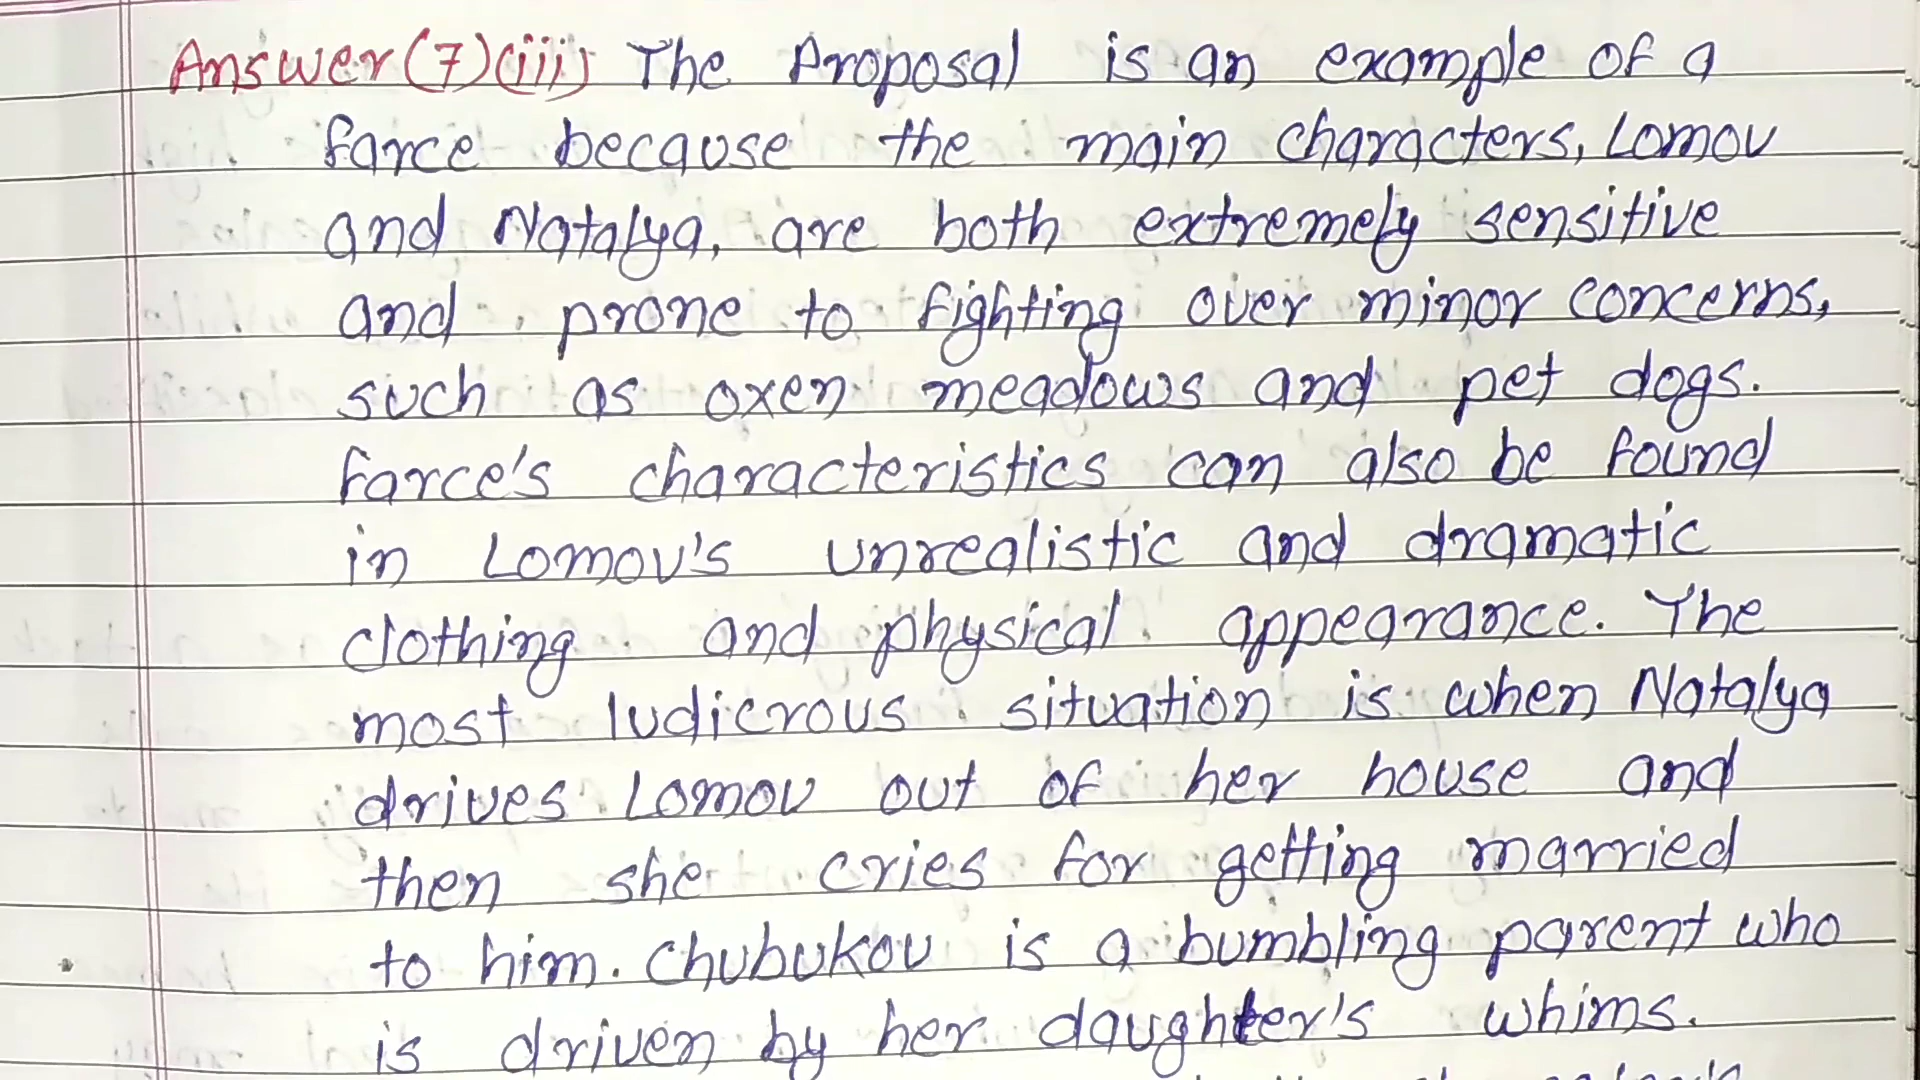 Answer(7)(iii) The Proposal is an example of a
farce because the main characters, Lomov
and Natalya, are both extremely sensitive
and prone to fighting over minor concerns,
such as oxen meadows and pet dogs.
Farce's characteristics can also be found
in Lomov's unrealistic and dramatic
clothing and physical appearance. The
most ludicrous situation is when Natalya
drives Lomov out of her house and
then she cries for getting married
to him. Chubukov is a bumbling parent who
is driven by her daughter's whims.